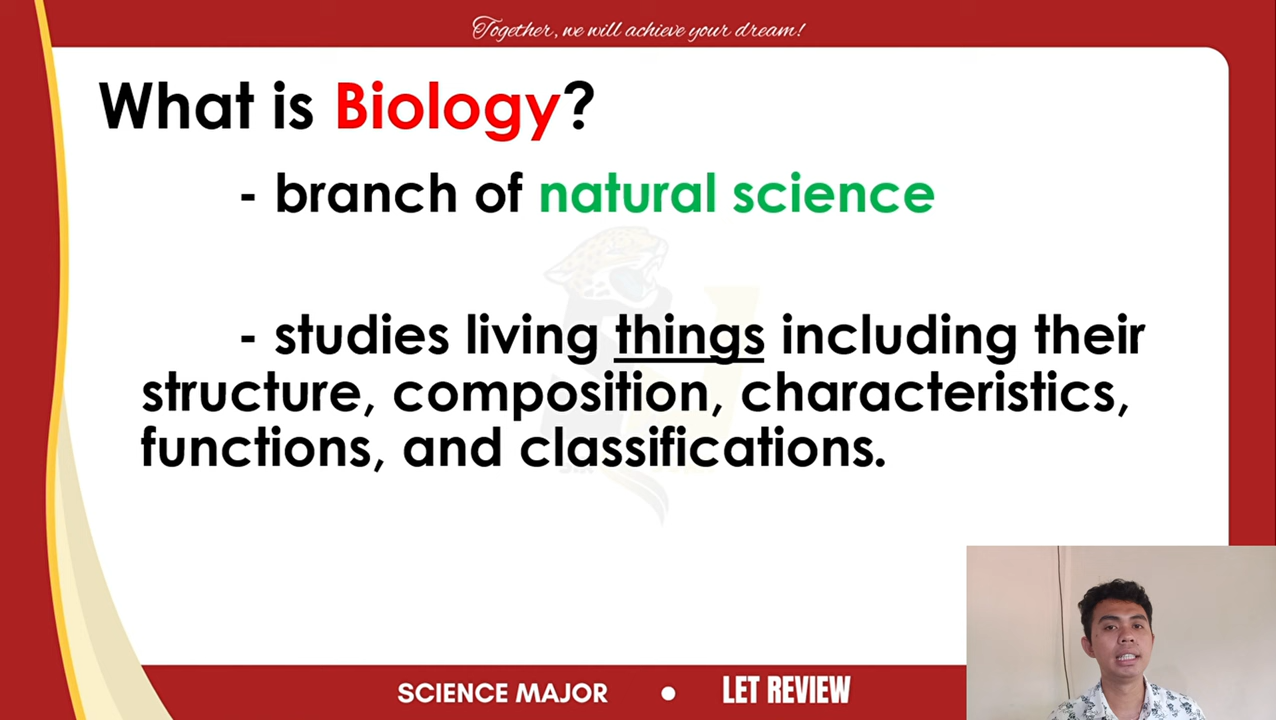 Together, we will achieve your dream!
What is Biology?
- branch of natural science
- studies living things including their
structure, composition, characteristics,
functions, and classifications.
SCIENCE MAJOR • LET REVIEW